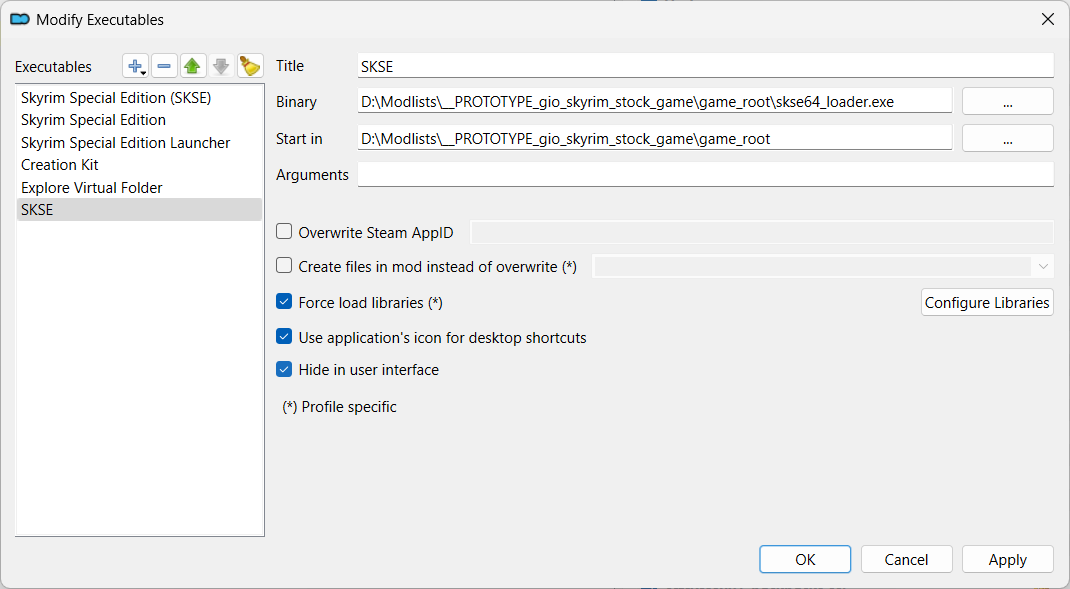 Modify Executables
Executables
Skyrim Special Edition (SKSE)
Skyrim Special Edition
Skyrim Special Edition Launcher
Creation Kit
Explore Virtual Folder
SKSE
Title SKSE
Binary D:\Modlists\__PROTOTYPE_gio_skyrim_stock_game\game_root\skse64_loader.exe ...
Start in D:\Modlists\__PROTOTYPE_gio_skyrim_stock_game\game_root ...
Arguments
Overwrite Steam AppID
Create files in mod instead of overwrite (*)
Force load libraries (*) Configure Libraries
Use application's icon for desktop shortcuts
Hide in user interface
(*) Profile specific
OK Cancel Apply